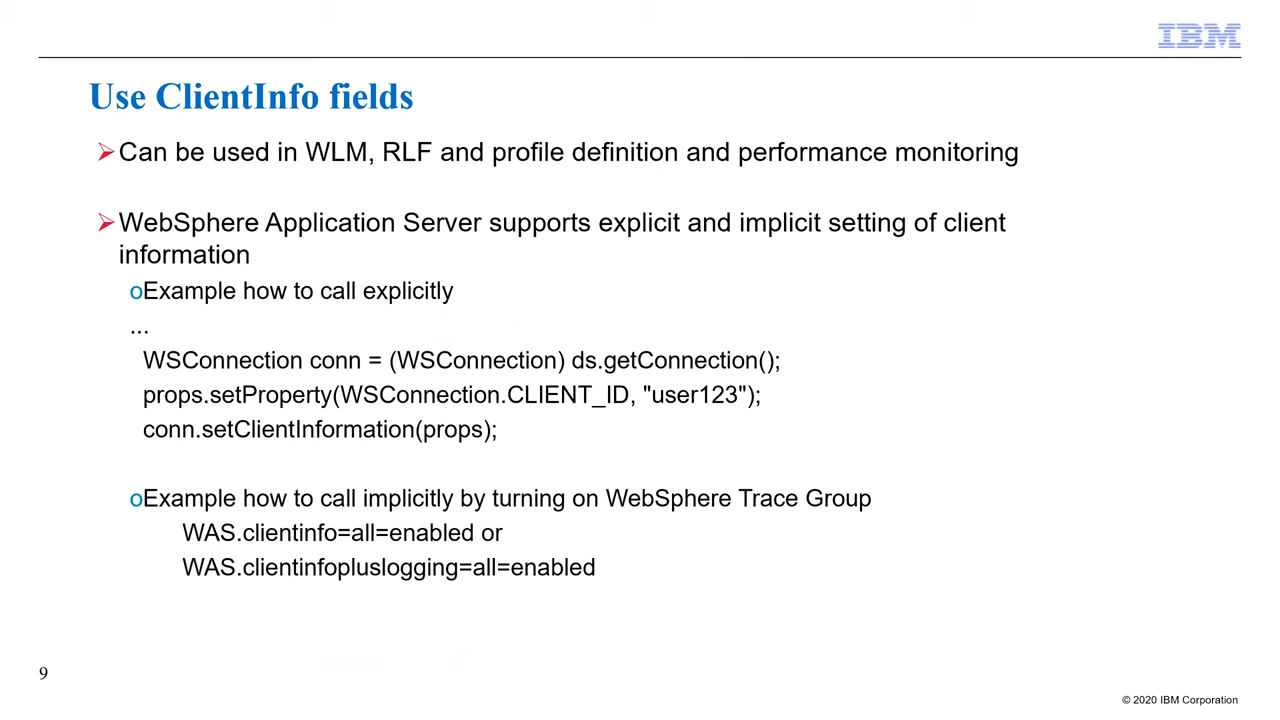 IBM
Use ClientInfo fields
➢Can be used in WLM, RLF and profile definition and performance monitoring
➢WebSphere Application Server supports explicit and implicit setting of client
information
oExample how to call explicitly
...
WSConnection conn = (WSConnection) ds.getConnection();
props.setProperty(WSConnection.CLIENT_ID, "user123");
conn.setClientInformation(props);
oExample how to call implicitly by turning on WebSphere Trace Group
WAS.clientinfo=all=enabled or
WAS.clientinfopluslogging=all=enabled
9
© 2020 IBM Corporation